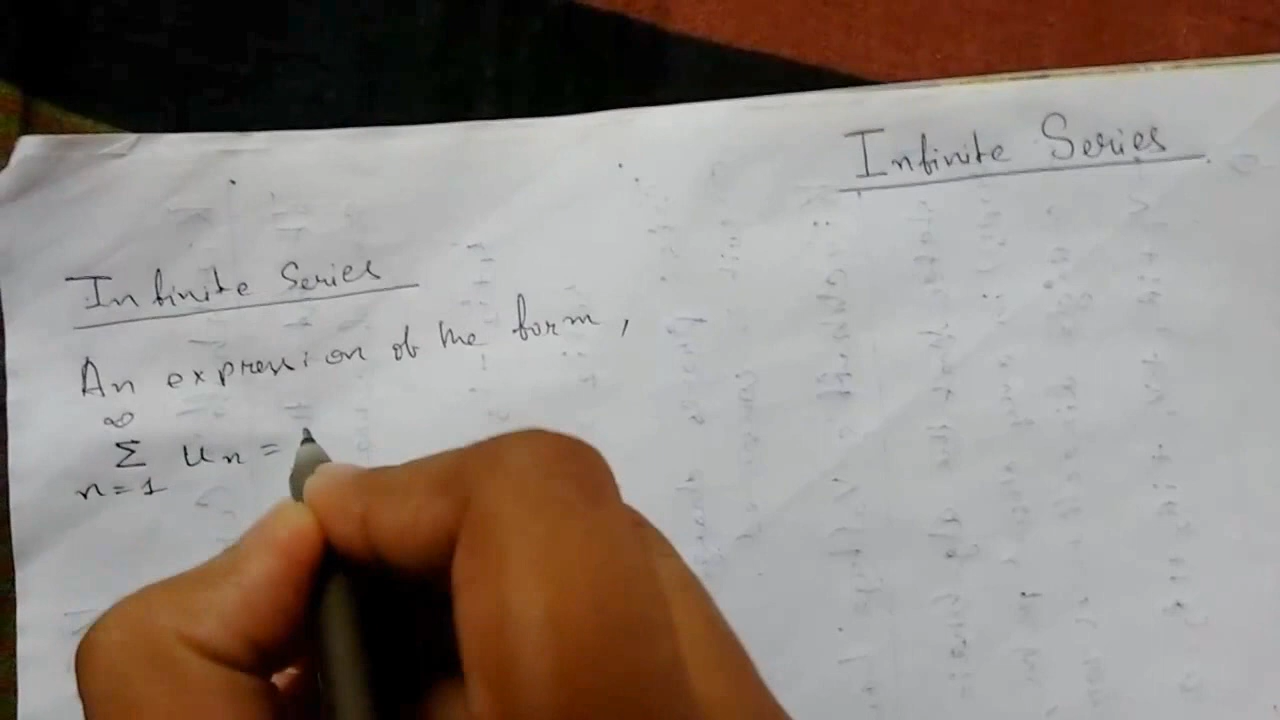 Infinite Series
Infinite Series
An expression of the form,
∞
Σ un =
n=1